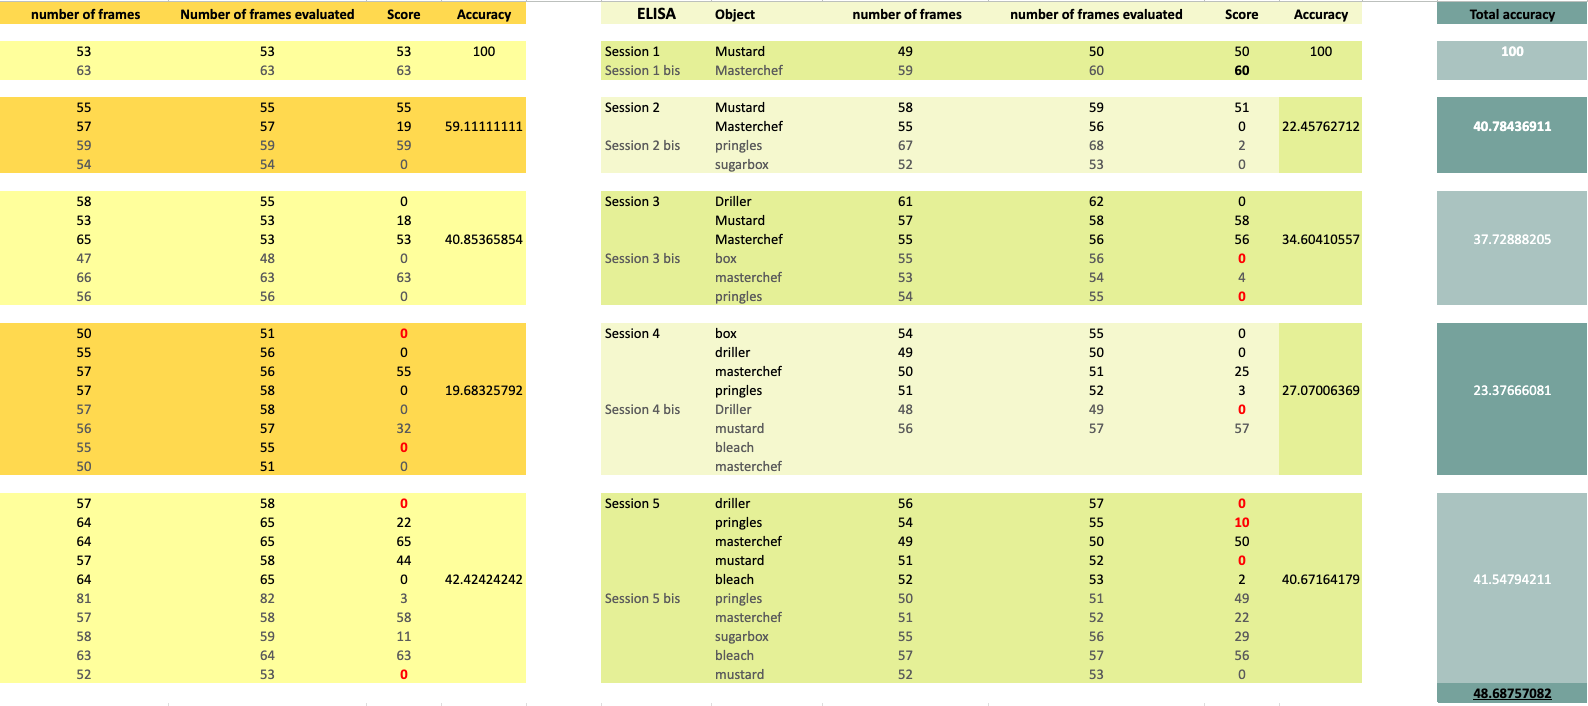 number of frames Number of frames evaluated Score Accuracy ELISA Object number of frames number of frames evaluated Score Accuracy Total accuracy
53 53 53 100 Session 1 Mustard 49 50 50 100 100
63 63 63 Session 1 bis Masterchef 59 60 60
55 55 55 Session 2 Mustard 58 59 51
57 57 19 59.11111111 Masterchef 55 56 0 22.45762712 40.78436911
59 59 59 Session 2 bis pringles 67 68 2
54 54 0 sugarbox 52 53 0
58 55 0 Session 3 Driller 61 62 0
53 53 18 Mustard 57 58 58
65 53 53 40.85365854 Masterchef 55 56 56 34.60410557 37.72888205
47 48 0 Session 3 bis box 55 56 0
66 63 63 masterchef 53 54 4
56 56 0 pringles 54 55 0
50 51 0 Session 4 box 54 55 0
55 56 0 driller 49 50 0
57 56 55 masterchef 50 51 25
57 58 0 19.68325792 pringles 51 52 3 27.07006369 23.37666081
57 58 0 Session 4 bis Driller 48 49 0
56 57 32 mustard 56 57 57
55 55 0 bleach
50 51 0 masterchef
57 58 0 Session 5 driller 56 57 0
64 65 22 pringles 54 55 10
64 65 65 masterchef 49 50 50
57 58 44 mustard 51 52 0
64 65 0 42.42424242 bleach 52 53 2 40.67164179 41.54794211
81 82 3 Session 5 bis pringles 50 51 49
57 58 58 masterchef 51 52 22
58 59 11 sugarbox 55 56 29
63 64 63 bleach 57 57 56
52 53 0 mustard 52 53 0
48.68757082